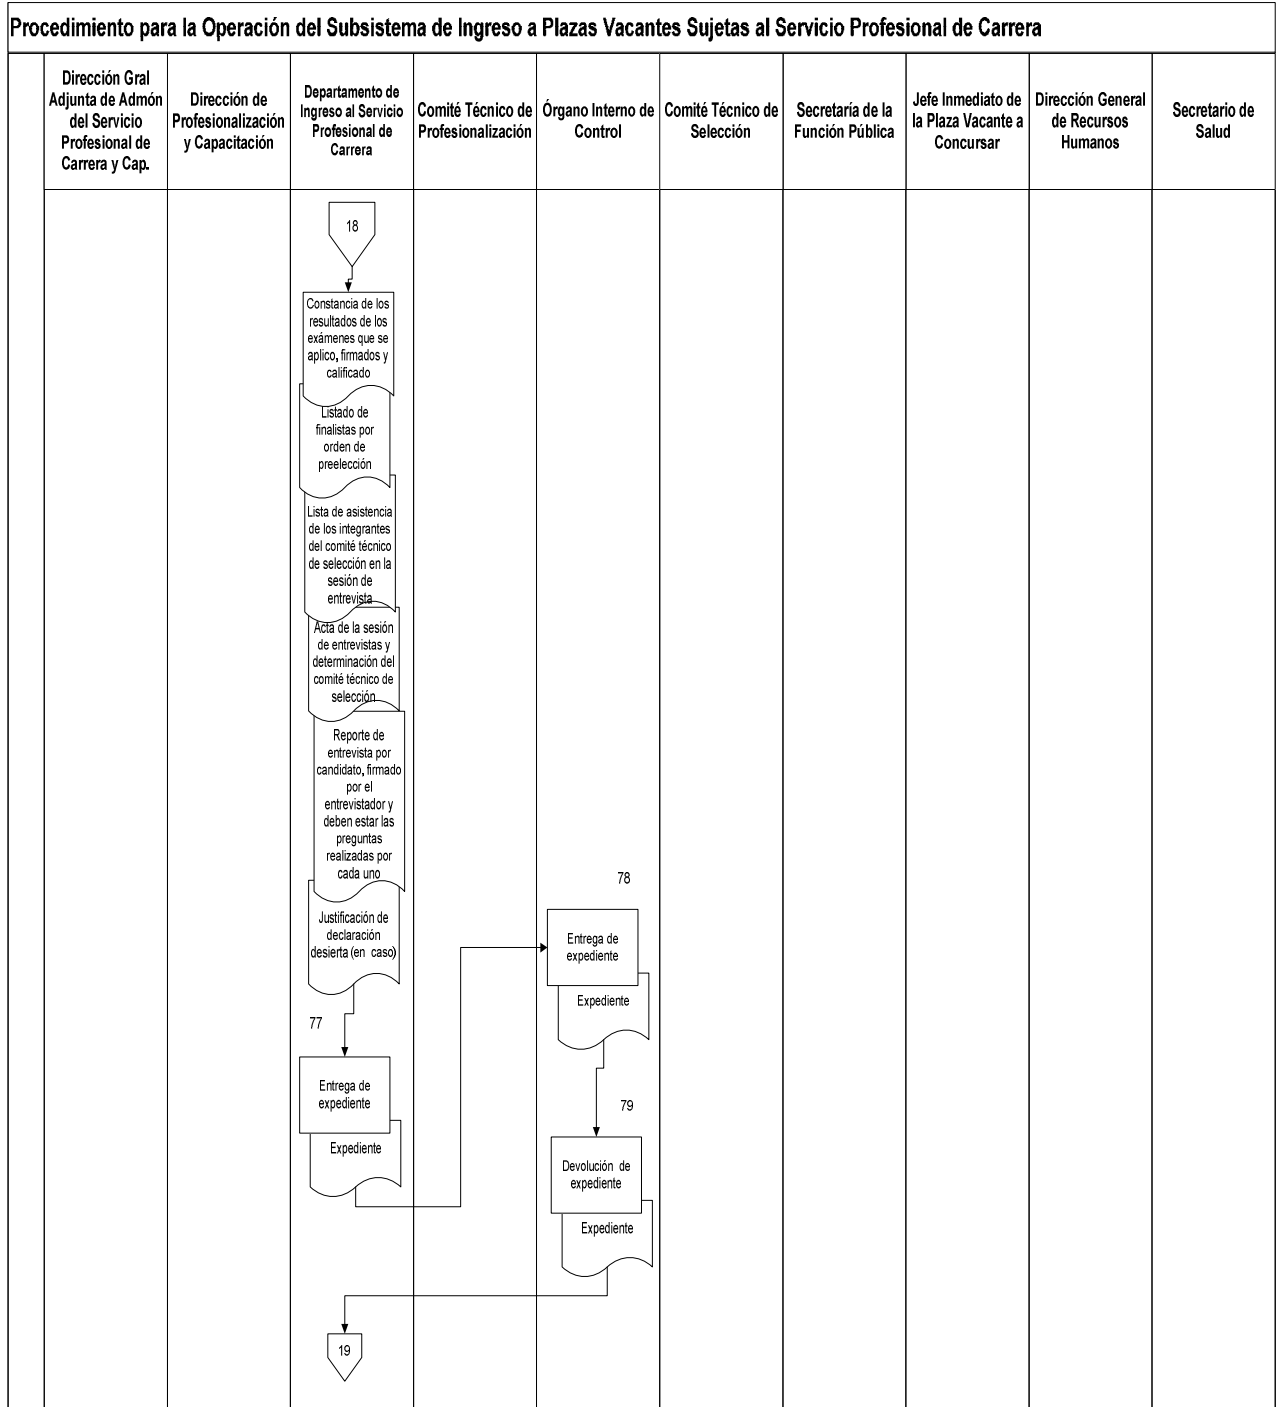 Procedimiento para la Operación del Subsistema de Ingreso a Plazas Vacantes Sujetas al Servicio Profesional de Carrera
Dirección Gral
Adjunta de Admón
del Servicio
Profesional de
Carrera y Cap.
Dirección de
Profesionalización
y Capacitación
Departamento de
Ingreso al Servicio
Profesional de
Carrera
Comité Técnico de
Profesionalización
Órgano Interno de
Control
Comité Técnico de
Selección
Secretaría de la
Función Pública
Jefe Inmediato de
la Plaza Vacante a
Concursar
Dirección General
de Recursos
Humanos
Secretario de
Salud
18
Constancia de los
resultados de los
exámenes que se
aplico, firmados y
calificado
Listado de
finalistas por
orden de
preelección
Lista de asistencia
de los integrantes
del comité técnico
de selección en la
sesión de
entrevista
Acta de la sesión
de entrevistas y
determinación del
comité técnico de
selección
Reporte de
entrevista por
candidato, firmado
por el
entrevistador y
deben estar las
preguntas
realizadas por
cada uno
Justificación de
declaración
desierta (en caso)
77
Entrega de
expediente
Expediente
78
Entrega de
expediente
Expediente
79
Devolución de
expediente
Expediente
19